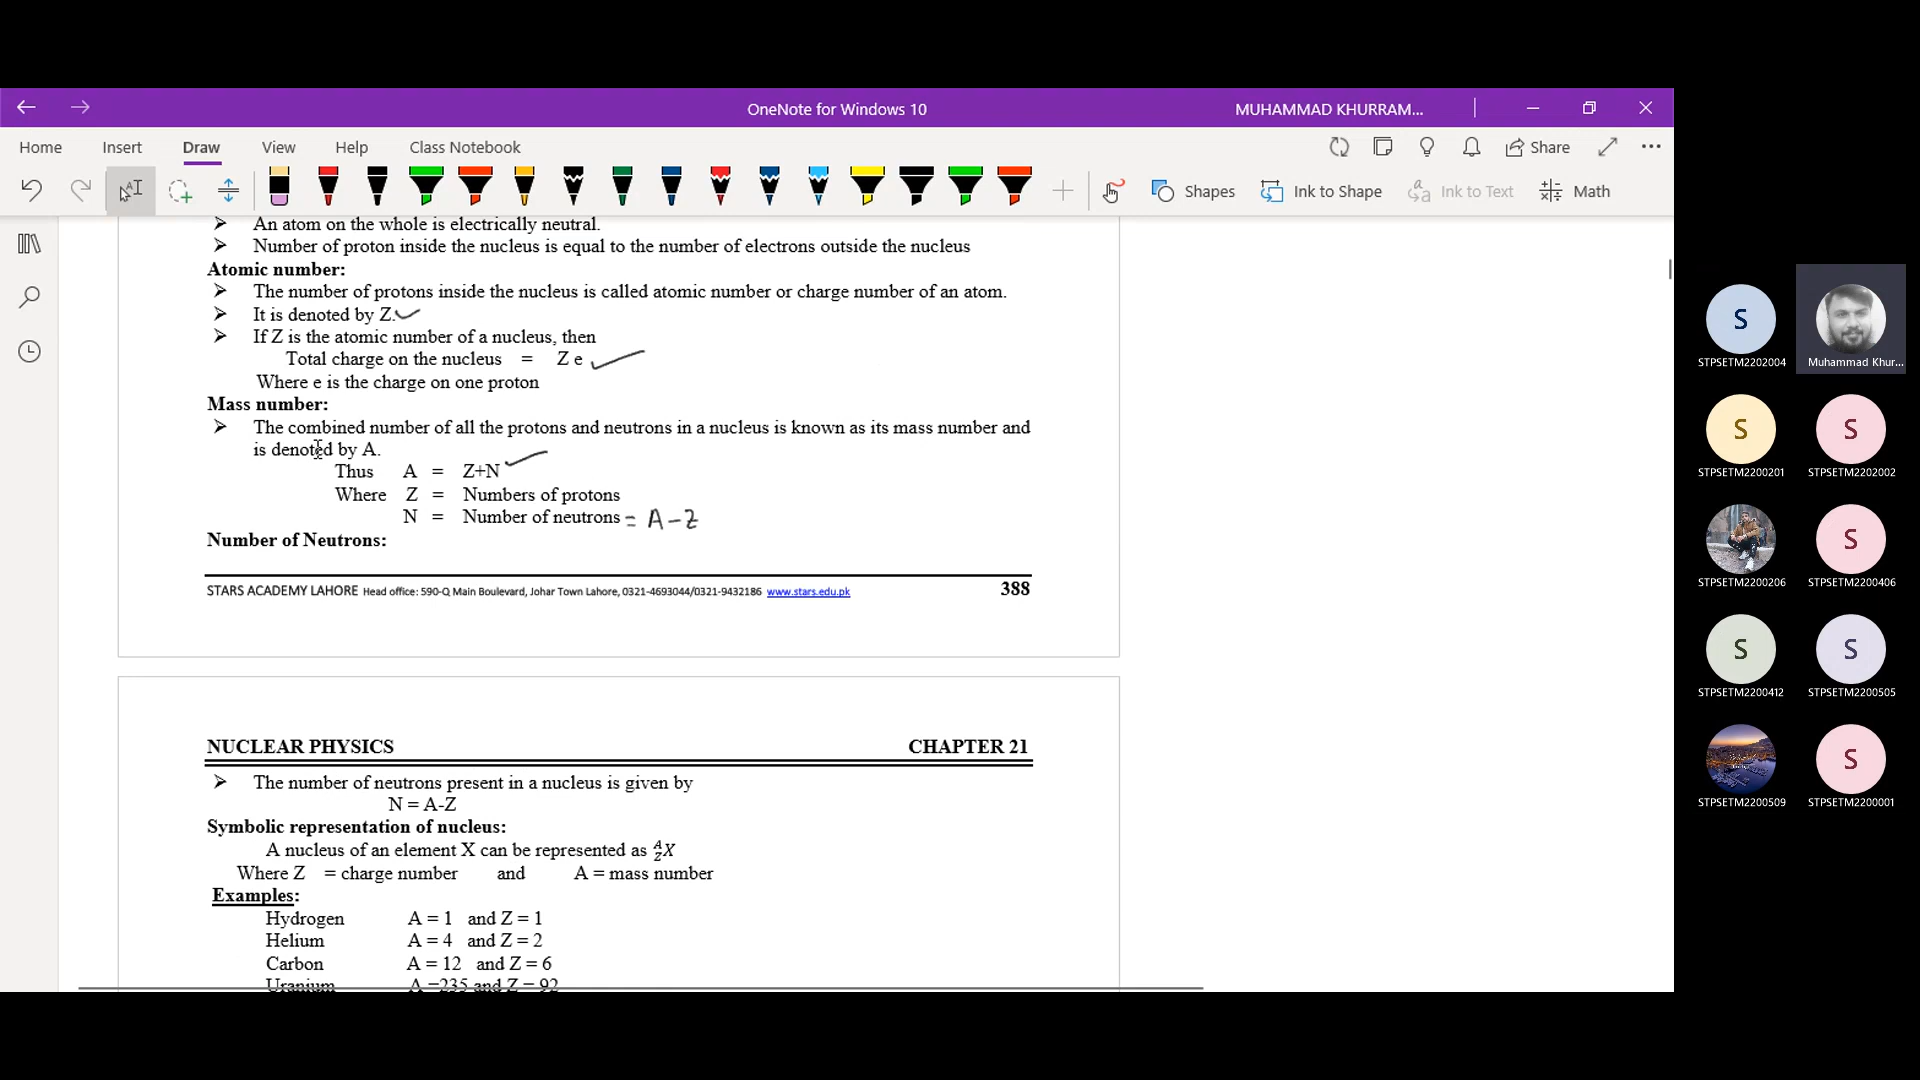 OneNote for Windows 10
MUHAMMAD KHURRAM...
Home Insert Draw View Help Class Notebook
Share
Shapes Ink to Shape Ink to Text Math
➢ An atom on the whole is electrically neutral.
➢ Number of proton inside the nucleus is equal to the number of electrons outside the nucleus
Atomic number:
➢ The number of protons inside the nucleus is called atomic number or charge number of an atom.
➢ It is denoted by Z.
➢ If Z is the atomic number of a nucleus, then
Total charge on the nucleus = Z e
Where e is the charge on one proton
Mass number:
➢ The combined number of all the protons and neutrons in a nucleus is known as its mass number and
is denoted by A.
Thus A = Z+N
Where Z = Numbers of protons
N = Number of neutrons = A - Z
Number of Neutrons:
STARS ACADEMY LAHORE Head office: 590-Q Main Boulevard, Johar Town Lahore, 0321-4693044/0321-9432186 www.stars.edu.pk 388
NUCLEAR PHYSICS CHAPTER 21
➢ The number of neutrons present in a nucleus is given by
N = A-Z
Symbolic representation of nucleus:
A nucleus of an element X can be represented as ᴬ_Z X
Where Z = charge number and A = mass number
Examples:
Hydrogen A = 1 and Z = 1
Helium A = 4 and Z = 2
Carbon A = 12 and Z = 6
Uranium A =235 and Z = 92
S
STPSETM2202004 Muhammad Khur...
S S
STPSETM2200201 STPSETM2202002
S
STPSETM2200206 STPSETM2200406
S S
STPSETM2200412 STPSETM2200505
S
STPSETM2200509 STPSETM2200001